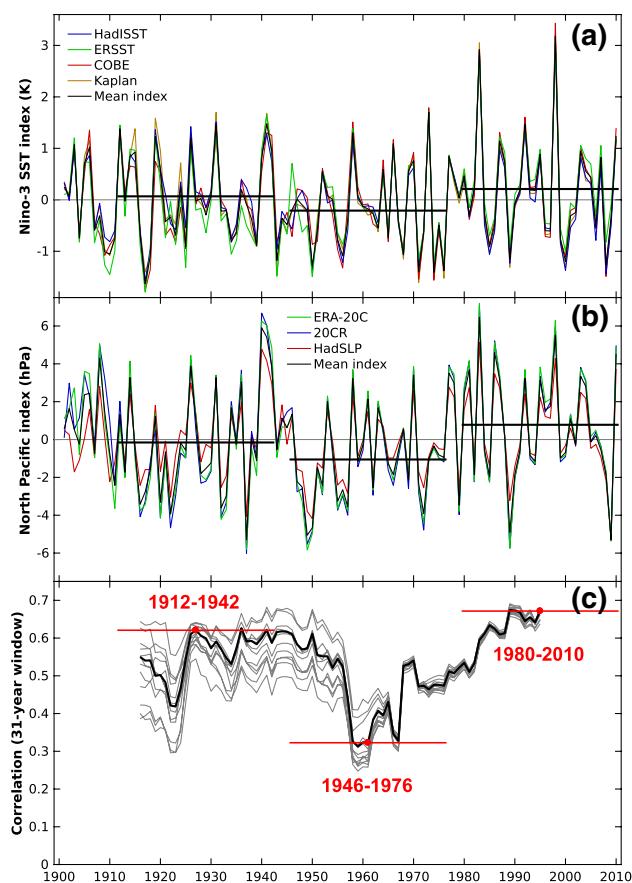 (a)
HadISST
ERSST
COBE
Kaplan
Mean index
Nino-3 SST index (K)
3
2
1
0
-1
(b)
ERA-20C
20CR
HadSLP
Mean index
North Pacific index (hPa)
6
4
2
0
-2
-4
-6
(c)
1912-1942
1980-2010
1946-1976
Correlation (31-year window)
0.7
0.6
0.5
0.4
0.3
0.2
0.1
0
1900 1910 1920 1930 1940 1950 1960 1970 1980 1990 2000 2010